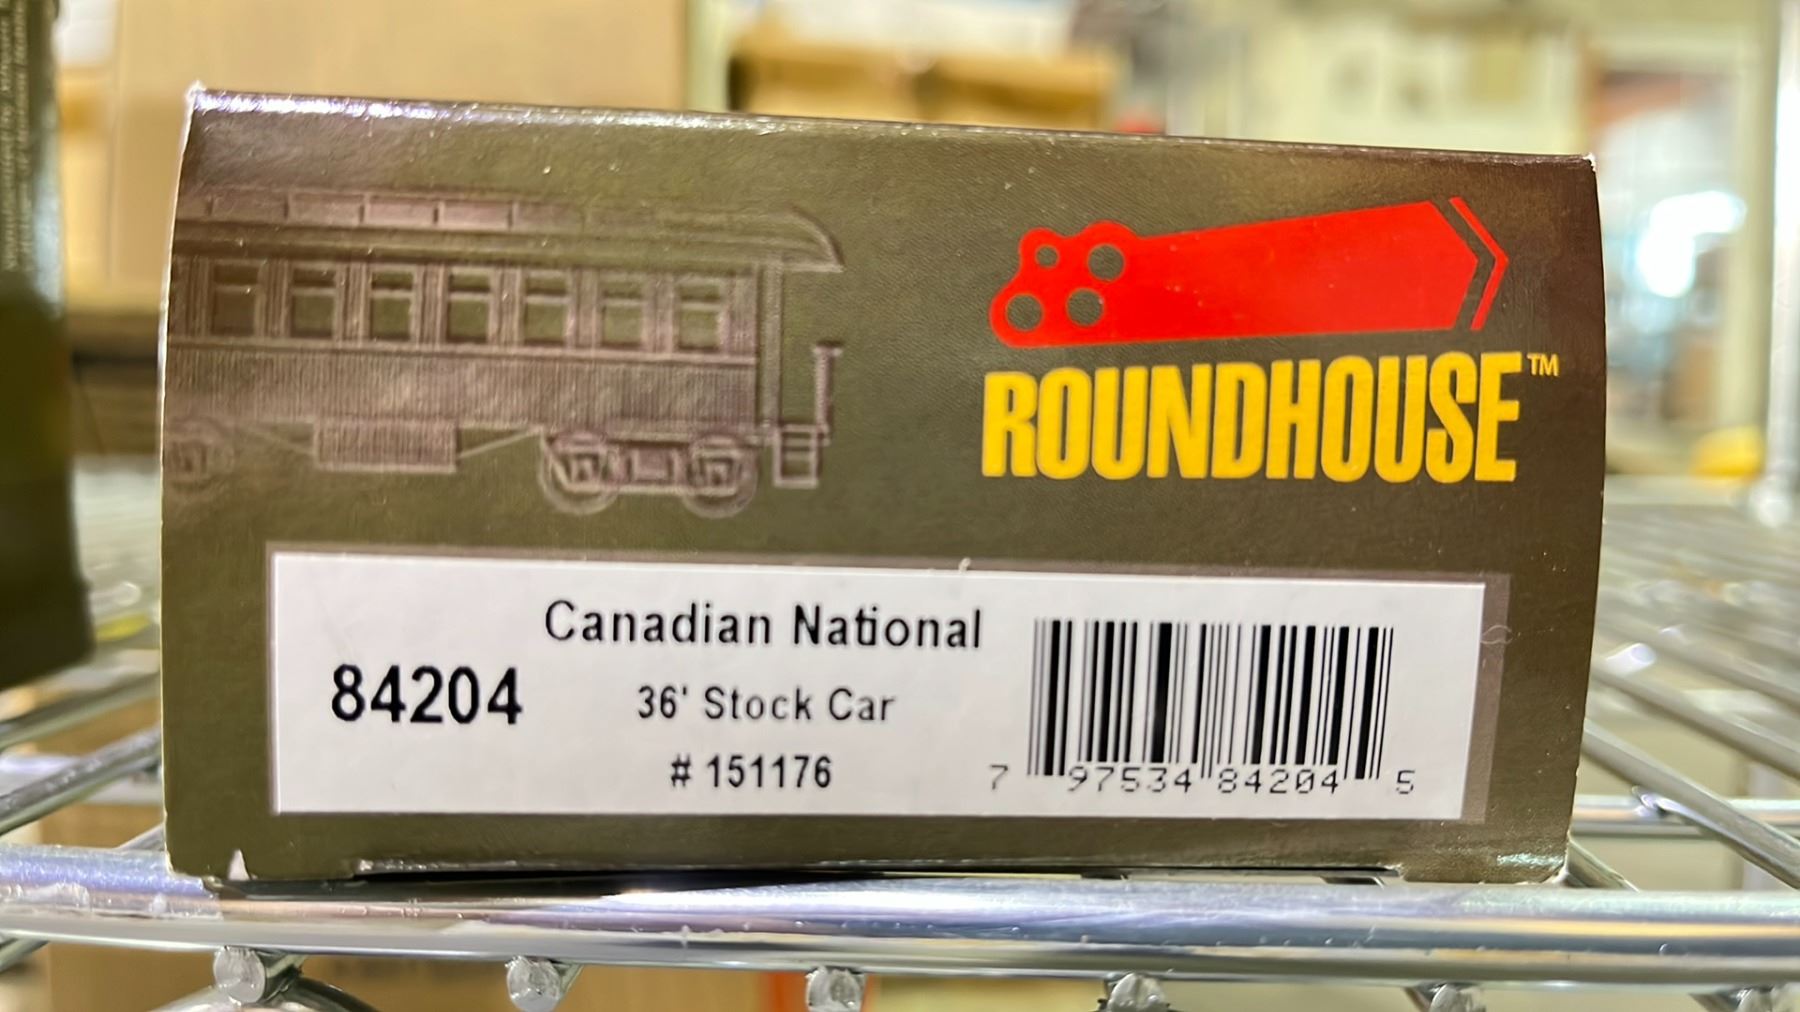 ROUNDHOUSE™
Canadian National
84204
36' Stock Car
# 151176
7 97534 84204 5